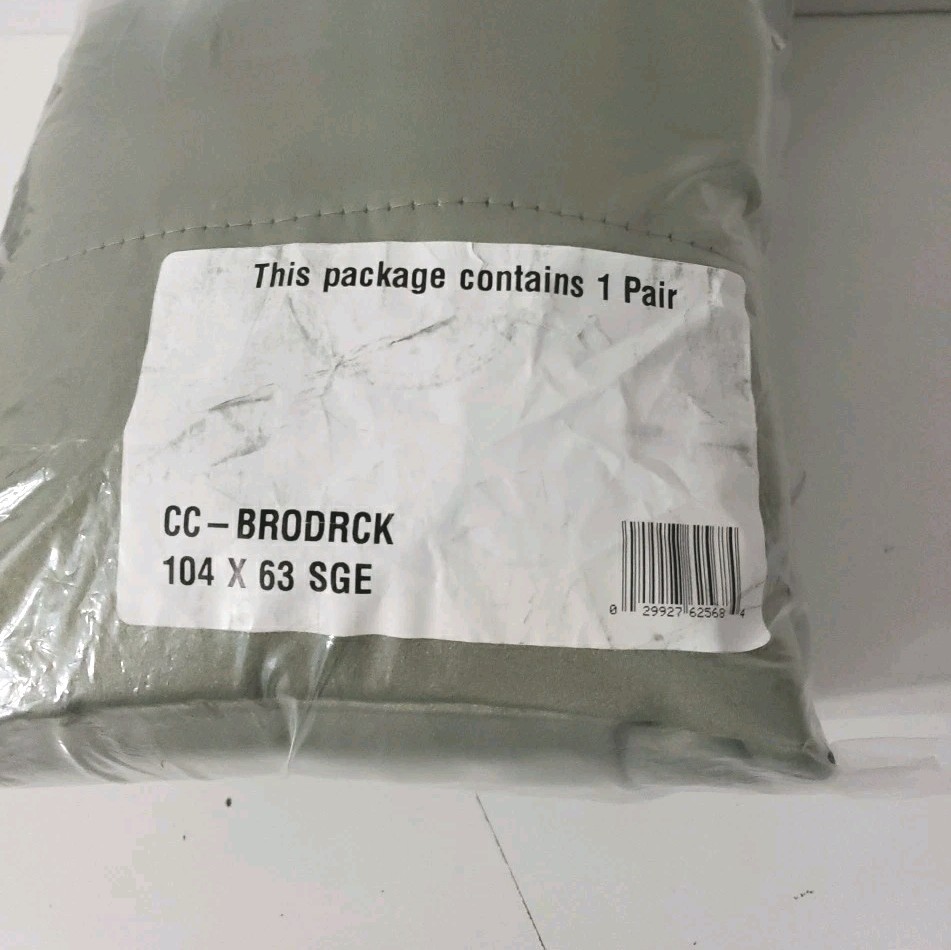 This package contains 1 Pair
CC – BRODRCK
104 X 63 SGE
0 29927 62568 4